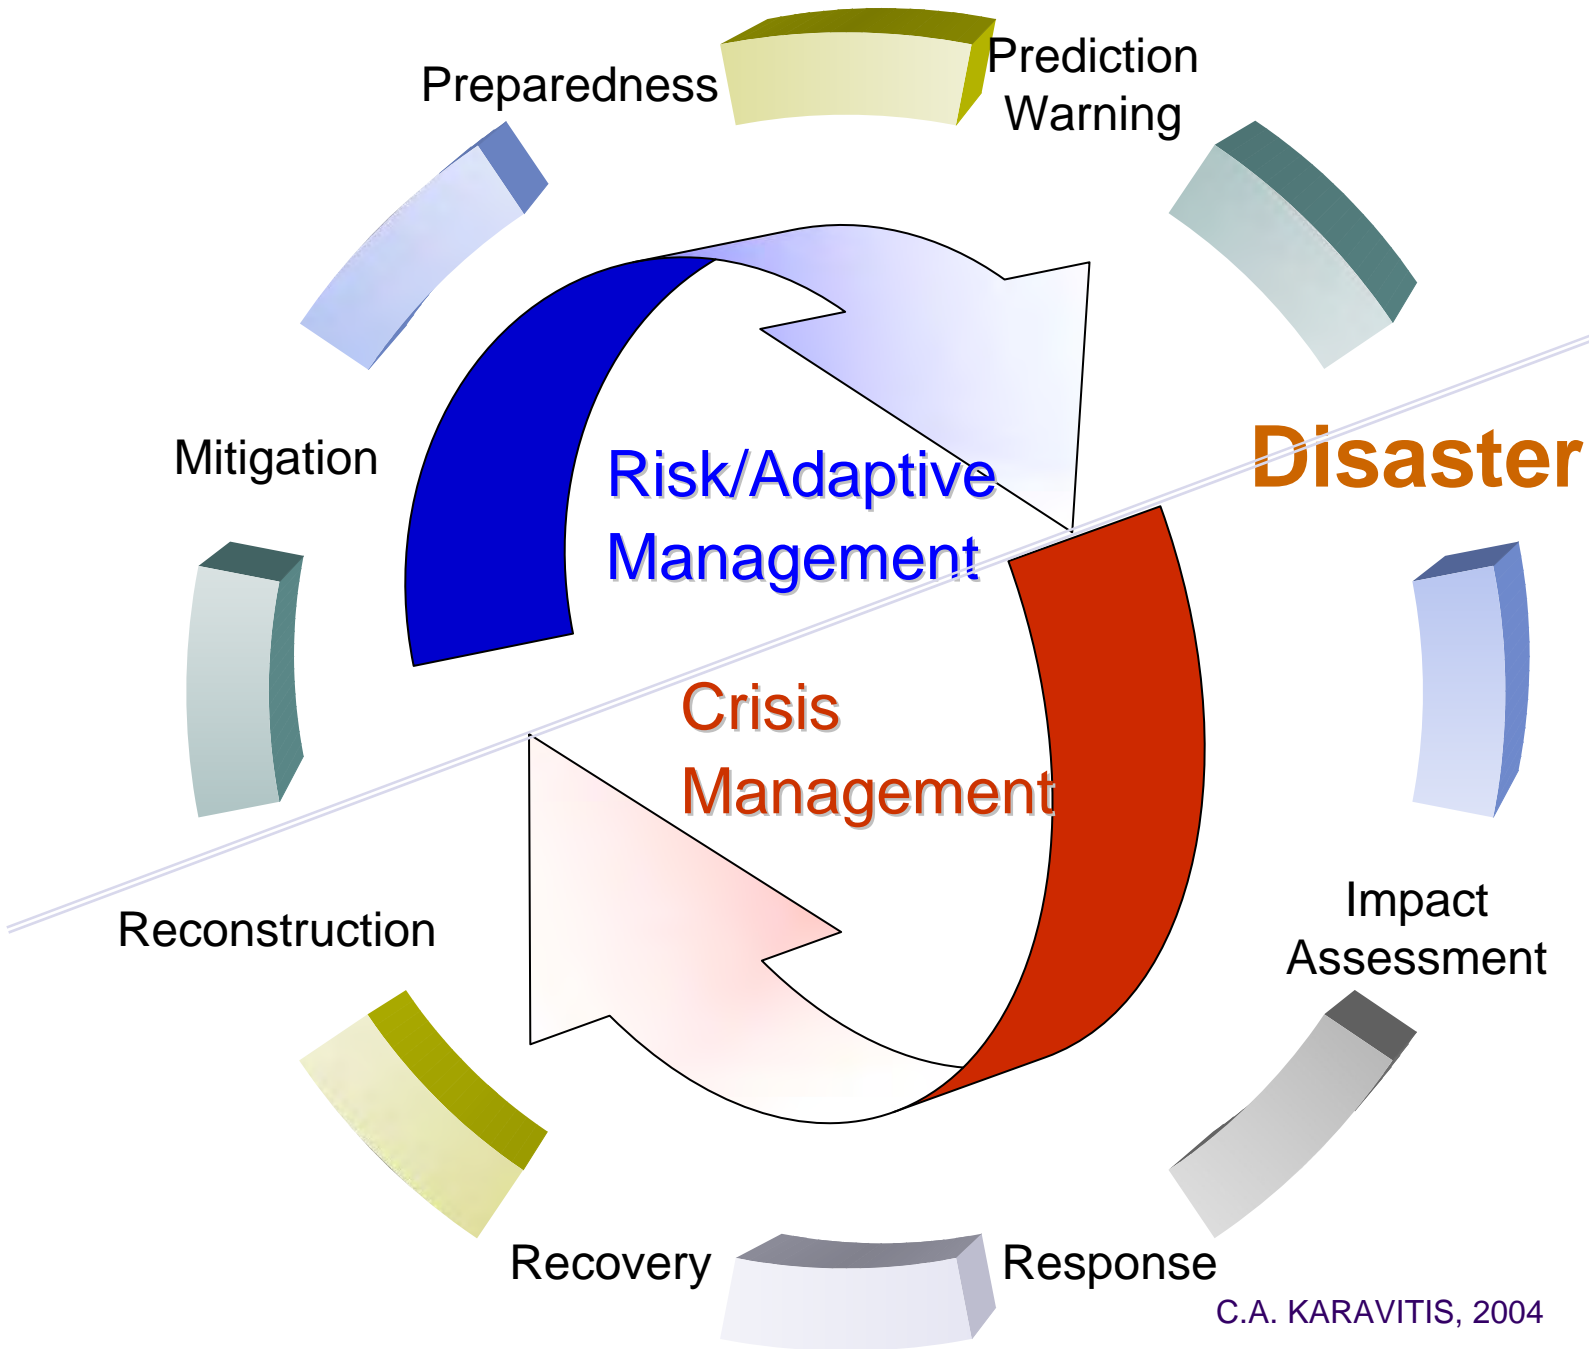 Prediction
Preparedness
Warning
Disaster
Mitigation
Risk/Adaptive
Management
Crisis
Management
Impact
Reconstruction
Assessment
Recovery
Response
C.A. KARAVITIS, 2004